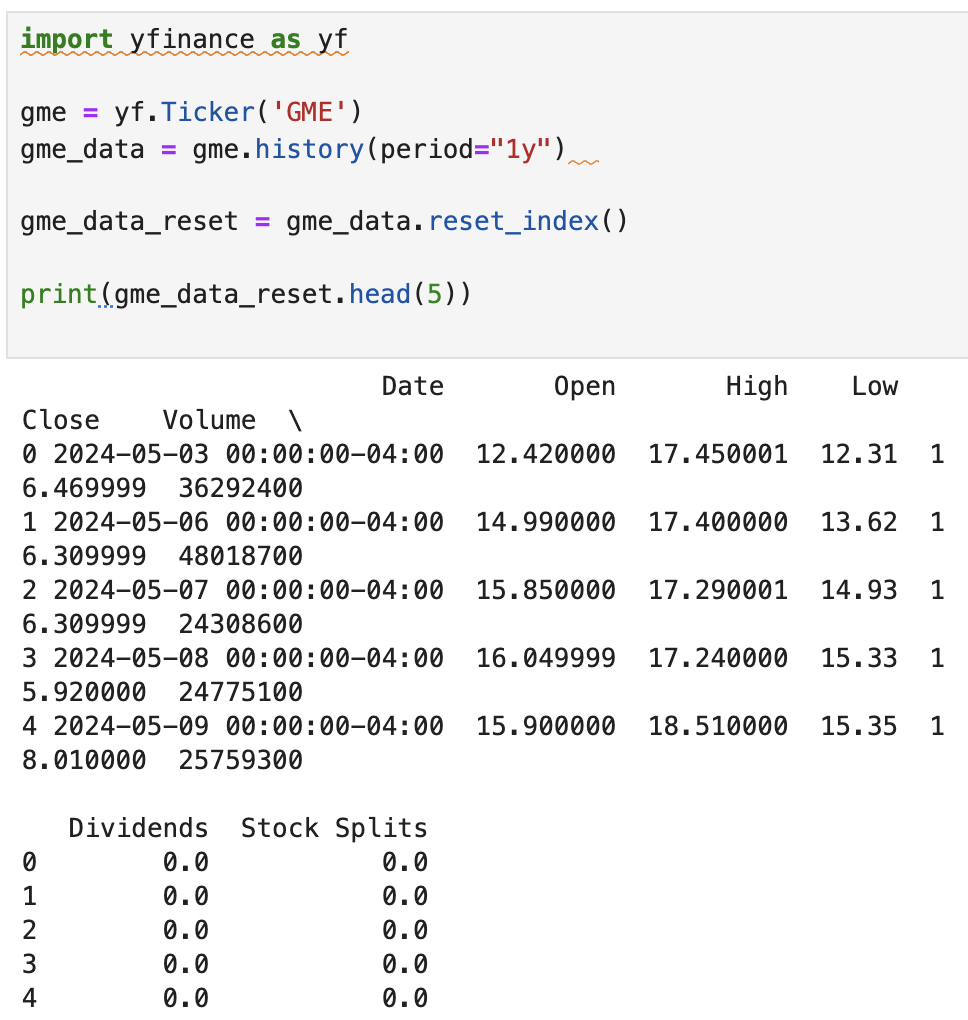 import yfinance as yf
gme = yf.Ticker('GME')
gme_data = gme.history(period="1y")
gme_data_reset = gme_data.reset_index()
print(gme_data_reset.head(5))
Date Open High Low
Close Volume \
0 2024-05-03 00:00:00-04:00 12.420000 17.450001 12.31 1
6.469999 36292400
1 2024-05-06 00:00:00-04:00 14.990000 17.400000 13.62 1
6.309999 48018700
2 2024-05-07 00:00:00-04:00 15.850000 17.290001 14.93 1
6.309999 24308600
3 2024-05-08 00:00:00-04:00 16.049999 17.240000 15.33 1
5.920000 24775100
4 2024-05-09 00:00:00-04:00 15.900000 18.510000 15.35 1
8.010000 25759300
Dividends Stock Splits
0 0.0 0.0
1 0.0 0.0
2 0.0 0.0
3 0.0 0.0
4 0.0 0.0